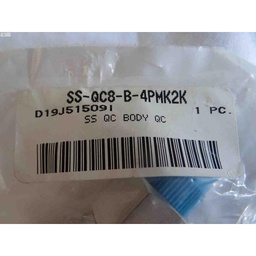 SS-QC8-B-4PMK2K
D19J515091 1 PC.
SS QC BODY QC